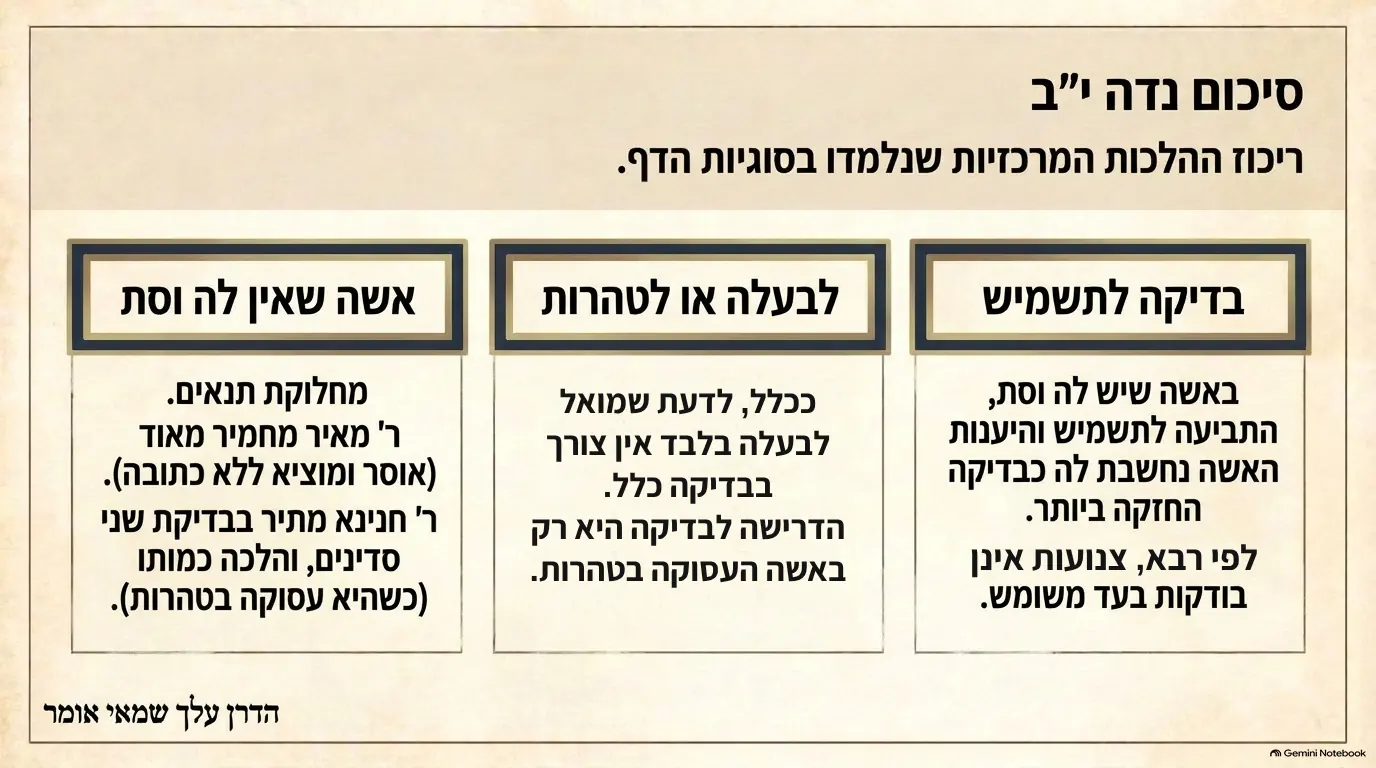 סיכום נדה י"ב
ריכוז ההלכות המרכזיות שנלמדו בסוגיות הדף.
בדיקה לתשמיש
באשה שיש לה וסת,
התביעה לתשמיש והיענות
האשה נחשבת לה כבדיקה
החזקה ביותר.
לפי רבא, צנועות אינן
בודקות בעד משומש.
לבעלה או לטהרות
ככלל, לדעת שמואל
לבעלה בלבד אין צורך
בבדיקה כלל.
הדרישה לבדיקה היא רק
באשה העסוקה בטהרות.
אשה שאין לה וסת
מחלוקת תנאים.
ר' מאיר מחמיר מאוד
(אוסר ומוציא ללא כתובה).
ר' חנינא מתיר בבדיקת שני
סדינים, והלכה כמותו
(כשהיא עסוקה בטהרות).
הדרן עלך שמאי אומר
Gemini Notebook